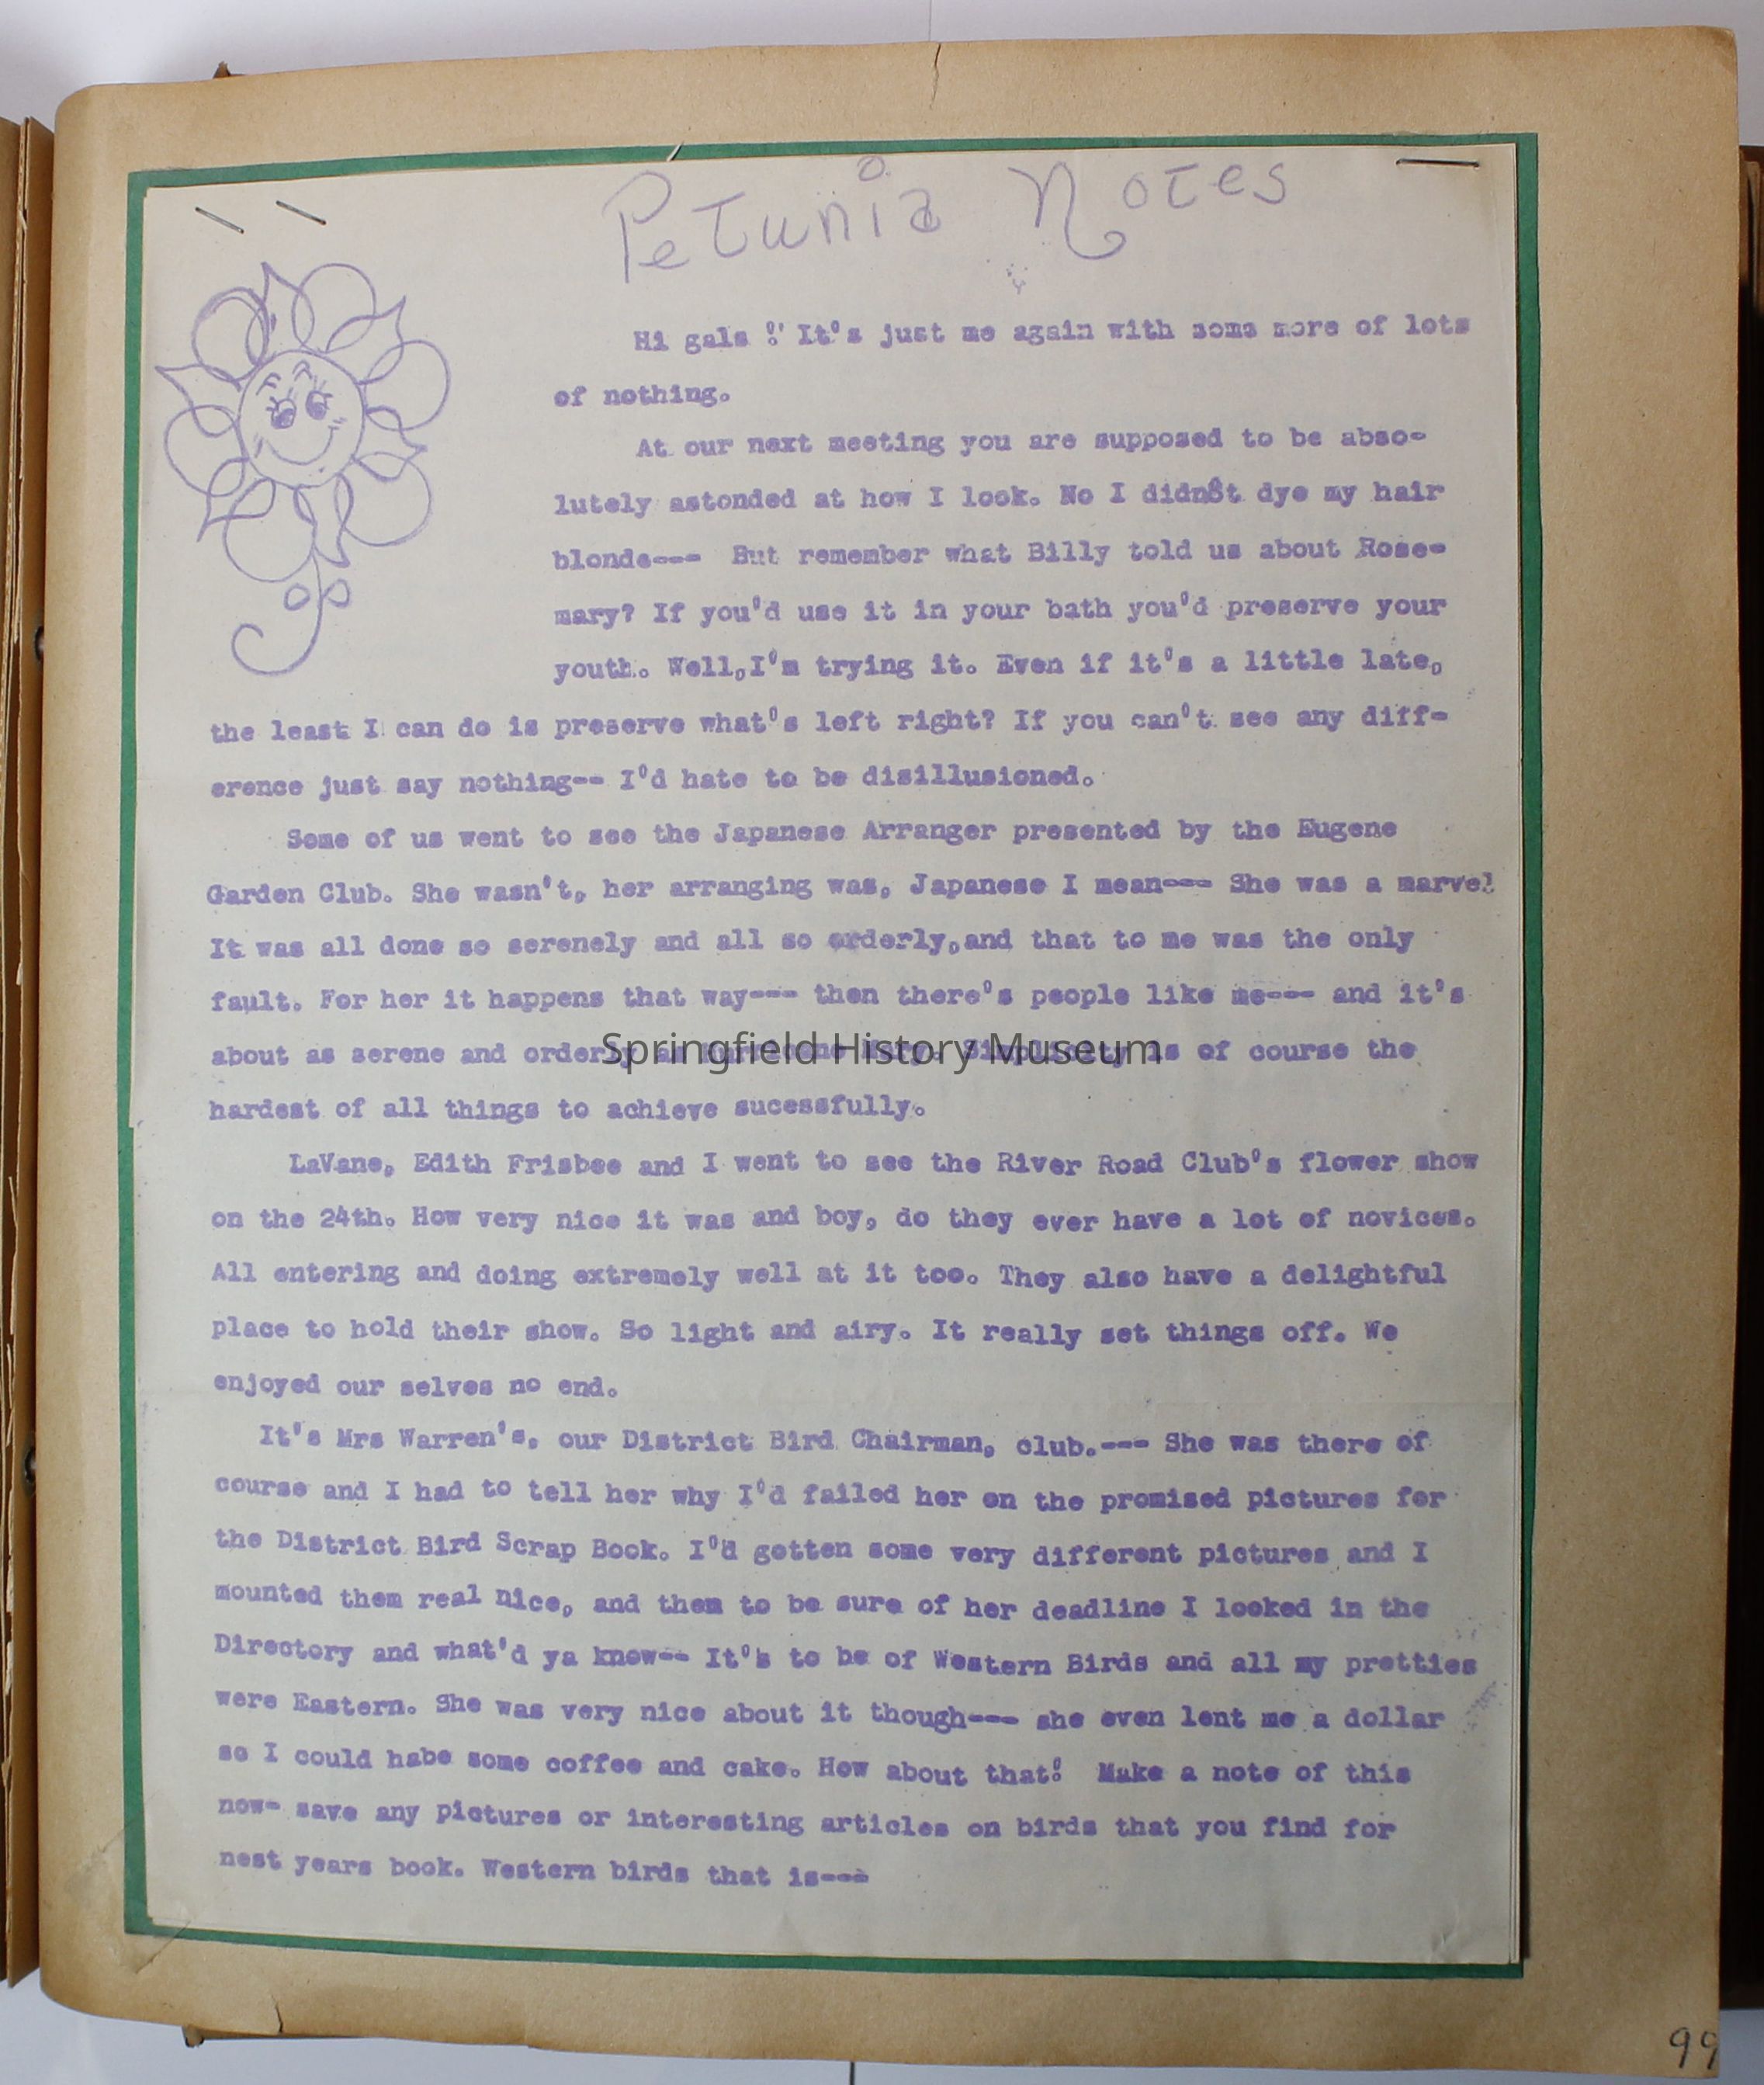 Petunia Notes
Hi gals !' It's just me again with some more of lots
of nothing.
At our next meeting you are supposed to be abso-
lutely astonded at how I look. No I didn8t dye my hair
blonde--- But remember what Billy told us about Rose-
mary? If you'd use it in your bath you'd preserve your
youth. Well,I'm trying it. Even if it's a little late,
the least I can do is preserve what's left right? If you can't see any diff-
erence just say nothing-- I'd hate to be disillusioned.
Some of us went to see the Japanese Arranger presented by the Eugene
Garden Club. She wasn't, her arranging was, Japanese I mean--- She was a marvel
It was all done so serenely and all so orderly,and that to me was the only
fault. For her it happens that way--- then there's people like me--- and it's
about as serene and orderly as Simplicity is of course the
Springfield History Museum
hardest of all things to achieve sucessfully.
LaVane, Edith Frisbee and I went to see the River Road Club's flower show
on the 24th. How very nice it was and boy, do they ever have a lot of novices.
All entering and doing extremely well at it too. They also have a delightful
place to hold their show. So light and airy. It really set things off. We
enjoyed our selves no end.
It's Mrs Warren's, our District Bird Chairman, club.--- She was there of
course and I had to tell her why I'd failed her on the promised pictures for
the District Bird Scrap Book. I'd gotten some very different pictures and I
mounted them real nice, and them to be sure of her deadline I looked in the
Directory and what'd ya know-- It's to be of Western Birds and all my pretties
were Eastern. She was very nice about it though--- she even lent me a dollar
so I could habe some coffee and cake. How about that! Make a note of this
now- save any pictures or interesting articles on birds that you find for
nest years book. Western birds that is---
99